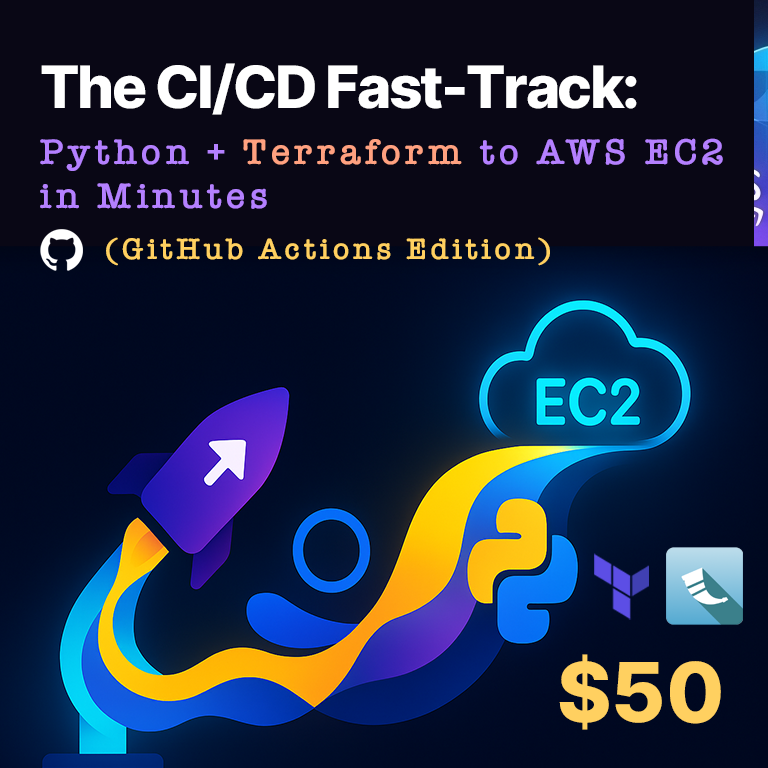 The CI/CD Fast-Track:
Python + Terraform to AWS EC2
in Minutes
(GitHub Actions Edition)
EC2
$50